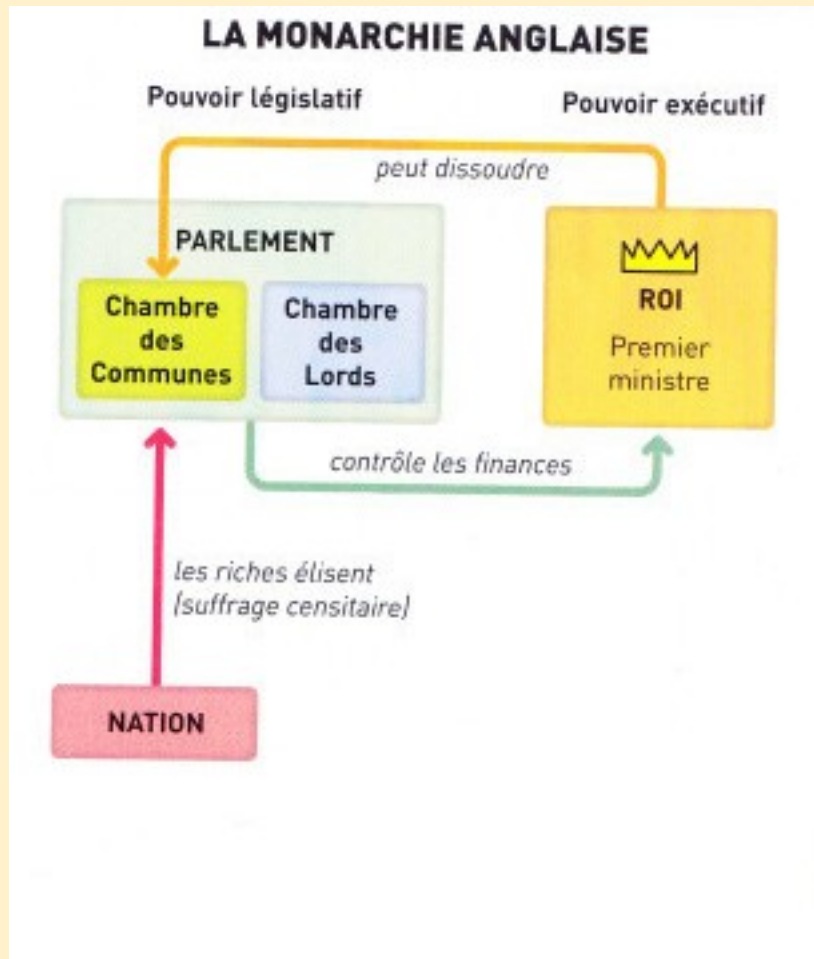 LA MONARCHIE ANGLAISE
Pouvoir législatif
Pouvoir exécutif
peut dissoudre
PARLEMENT
Chambre
des
Communes
Chambre
des
Lords
ROI
Premier
ministre
contrôle les finances
les riches élisent
(suffrage censitaire)
NATION